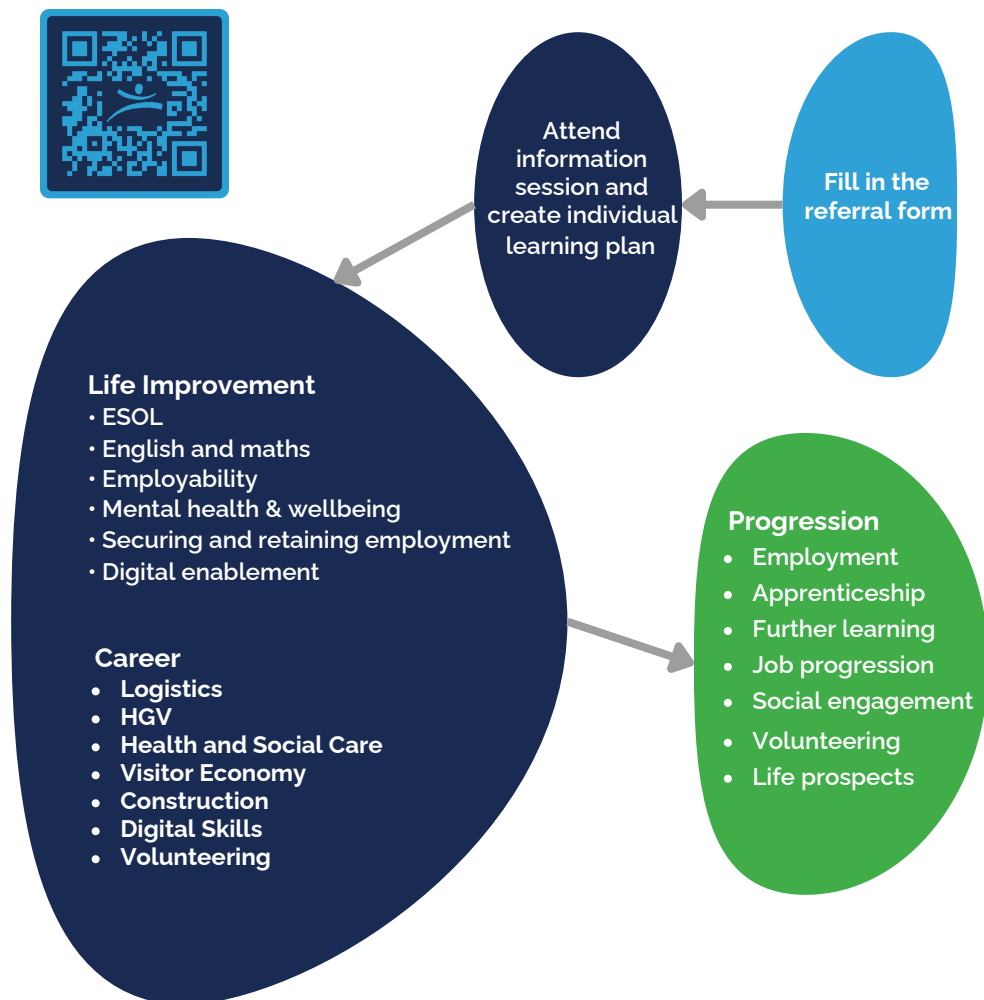 Attend
information
session and
create individual
learning plan
Fill in the
referral form
Life Improvement
• ESOL
• English and maths
• Employability
• Mental health & wellbeing
• Securing and retaining employment
• Digital enablement
Career
• Logistics
• HGV
• Health and Social Care
• Visitor Economy
• Construction
• Digital Skills
• Volunteering
Progression
• Employment
• Apprenticeship
• Further learning
• Job progression
• Social engagement
• Volunteering
• Life prospects